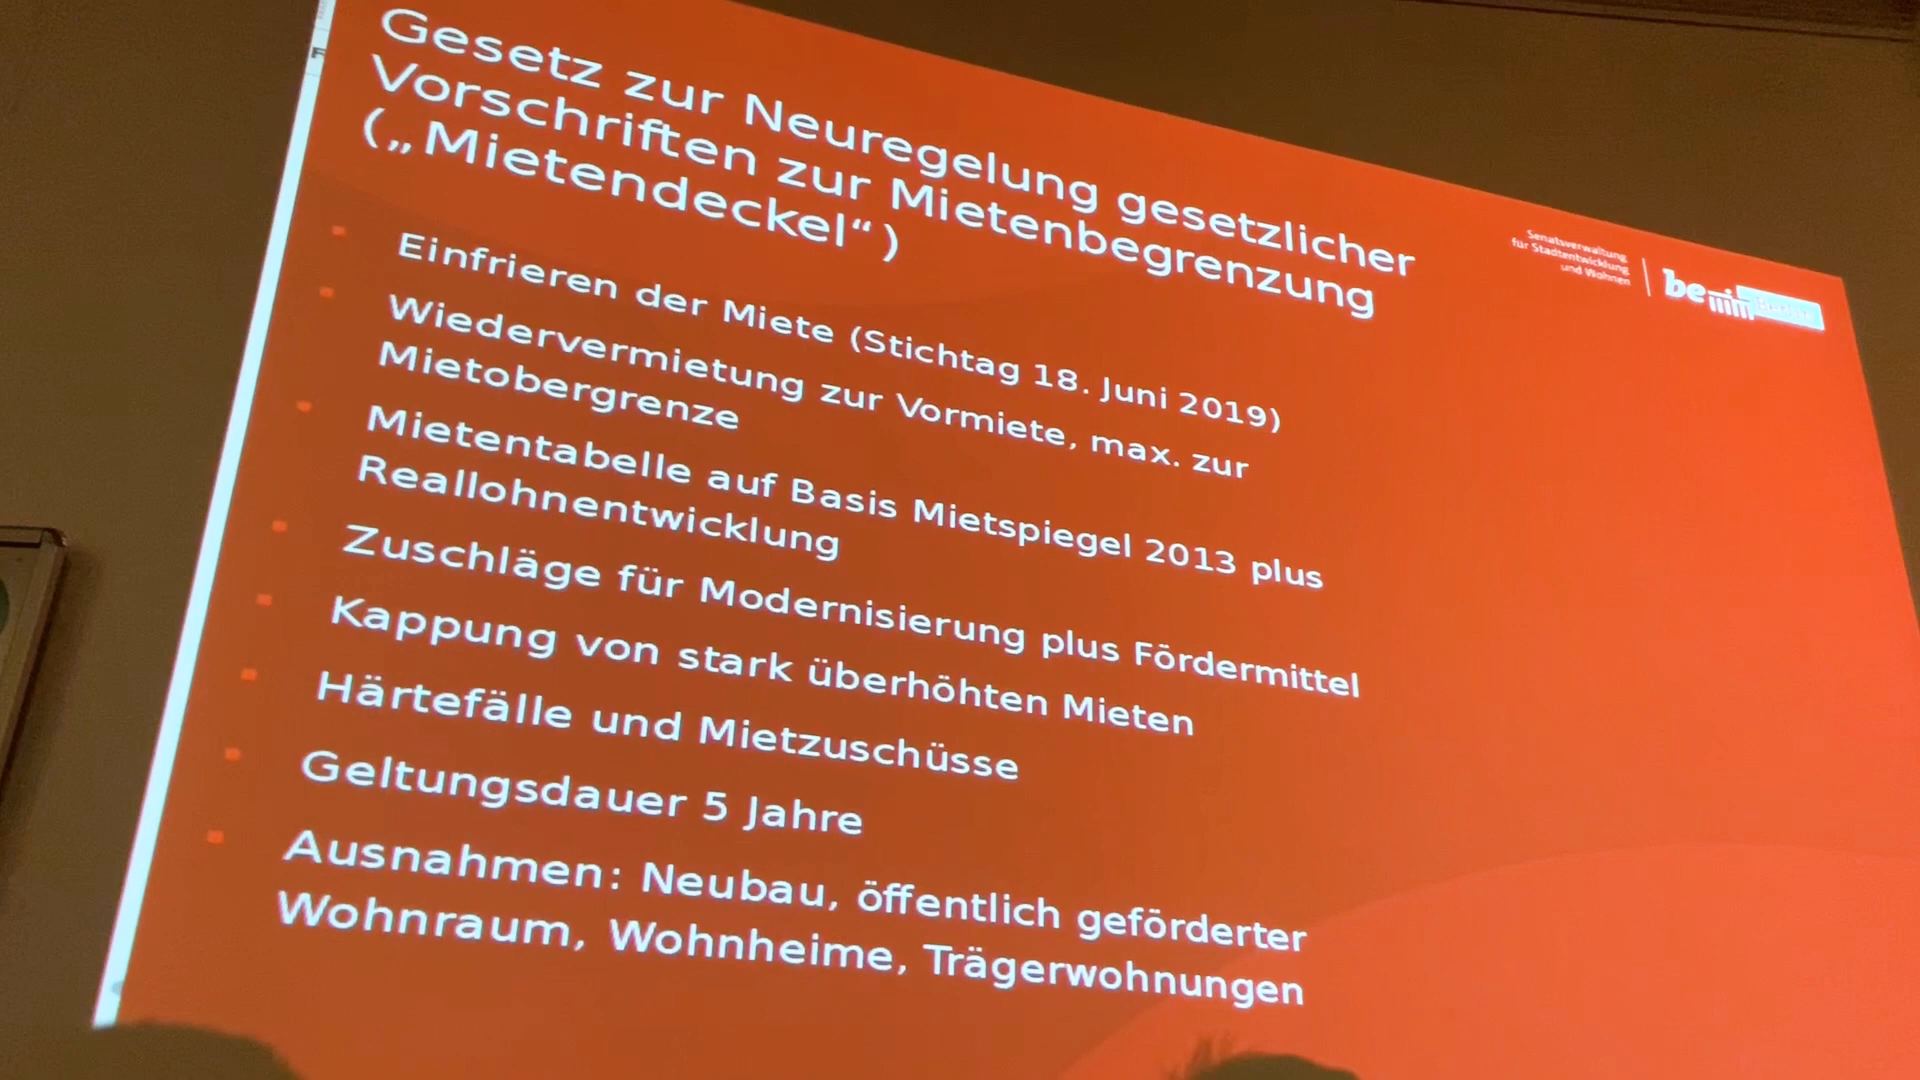 Gesetz zur Neuregelung gesetzlicher
Vorschriften zur Mietenbegrenzung
(„Mietendeckel“)
Senatsverwaltung
für Stadtentwicklung
und Wohnen
Einfrieren der Miete (Stichtag 18. Juni 2019)
Wiedervermietung zur Vormiete, max. zur
Mietobergrenze
Mietentabelle auf Basis Mietspiegel 2013 plus
Reallohnentwicklung
Zuschläge für Modernisierung plus Fördermittel
Kappung von stark überhöhten Mieten
Härtefälle und Mietzuschüsse
Geltungsdauer 5 Jahre
Ausnahmen: Neubau, öffentlich geförderter
Wohnraum, Wohnheime, Trägerwohnungen